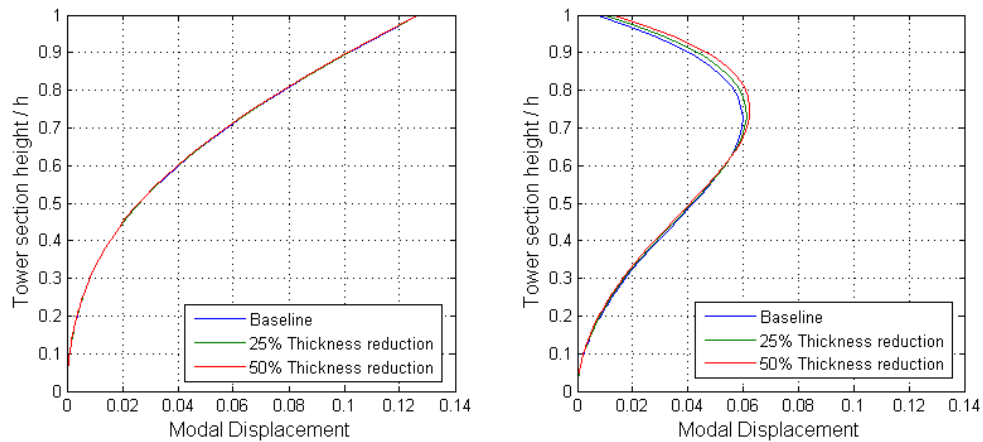 1
0.9
0.8
0.7
0.6
0.5
0.4
0.3
0.2
0.1
0
Tower section height / h
0 0.02 0.04 0.06 0.08 0.1 0.12 0.14
Modal Displacement
Baseline
25% Thickness reduction
50% Thickness reduction
1
0.9
0.8
0.7
0.6
0.5
0.4
0.3
0.2
0.1
0
Tower section height / h
0 0.02 0.04 0.06 0.08 0.1 0.12 0.14
Modal Displacement
Baseline
25% Thickness reduction
50% Thickness reduction